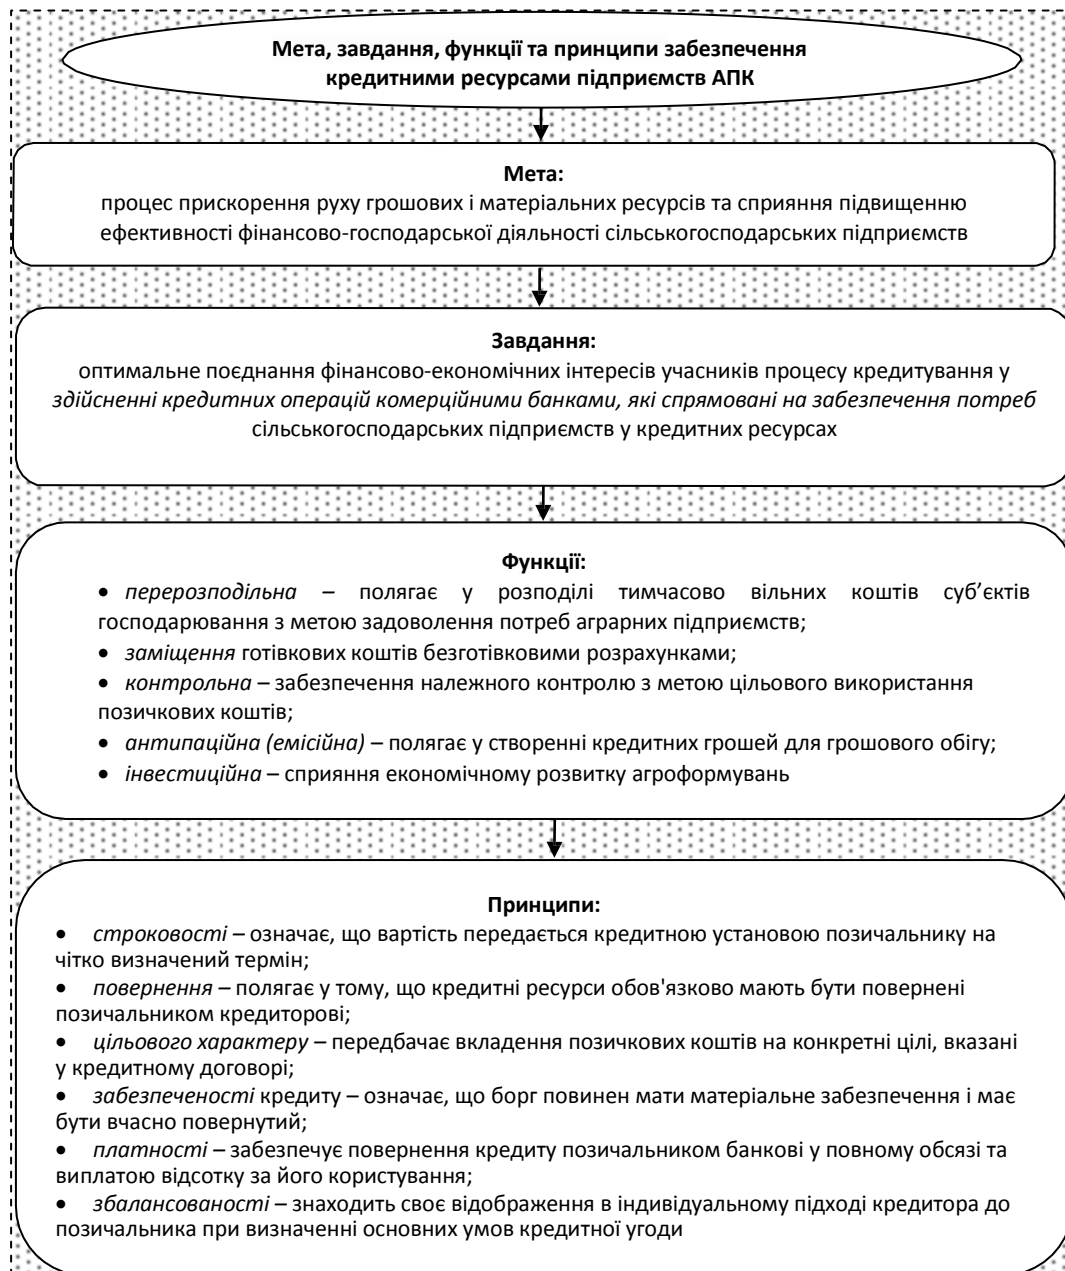 Мета, завдання, функції та принципи забезпечення
кредитними ресурсами підприємств АПК
Мета:
процес прискорення руху грошових і матеріальних ресурсів та сприяння підвищенню
ефективності фінансово-господарської діяльності сільськогосподарських підприємств
Завдання:
оптимальне поєднання фінансово-економічних інтересів учасників процесу кредитування у
здійсненні кредитних операцій комерційними банками, які спрямовані на забезпечення потреб
сільськогосподарських підприємств у кредитних ресурсах
Функції:
• перерозподільна – полягає у розподілі тимчасово вільних коштів суб’єктів
господарювання з метою задоволення потреб аграрних підприємств;
• заміщення готівкових коштів безготівковими розрахунками;
• контрольна – забезпечення належного контролю з метою цільового використання
позичкових коштів;
• антипаційна (емісійна) – полягає у створенні кредитних грошей для грошового обігу;
• інвестиційна – сприяння економічному розвитку агроформувань
Принципи:
• строковості – означає, що вартість передається кредитною установою позичальнику на
чітко визначений термін;
• повернення – полягає у тому, що кредитні ресурси обов'язково мають бути повернені
позичальником кредиторові;
• цільового характеру – передбачає вкладення позичкових коштів на конкретні цілі, вказані
у кредитному договорі;
• забезпеченості кредиту – означає, що борг повинен мати матеріальне забезпечення і має
бути вчасно повернутий;
• платності – забезпечує повернення кредиту позичальником банкові у повному обсязі та
виплатою відсотку за його користування;
• збалансованості – знаходить своє відображення в індивідуальному підході кредитора до
позичальника при визначенні основних умов кредитної угоди